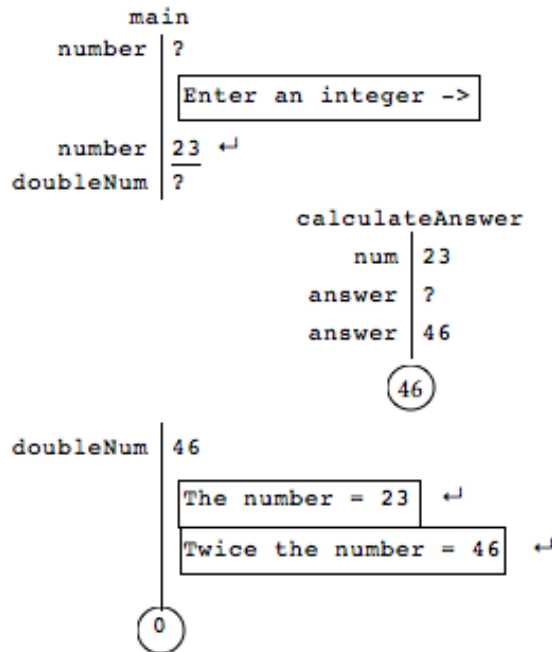 main
number ?
Enter an integer ->
number 23 ↵
doubleNum ?
calculateAnswer
num 23
answer ?
answer 46
46
doubleNum 46
The number = 23 ↵
Twice the number = 46 ↵
0